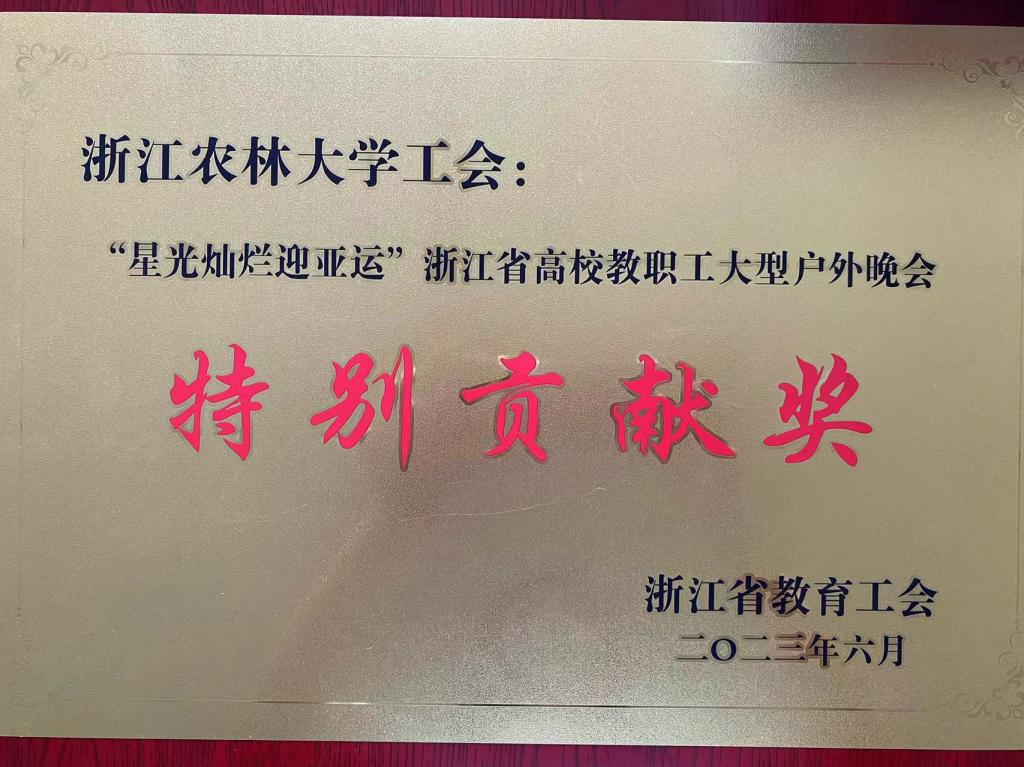 浙江农林大学工会：
“星光灿烂迎亚运”浙江省高校教职工大型户外晚会
特别贡献奖
浙江省教育工会
二〇二三年六月